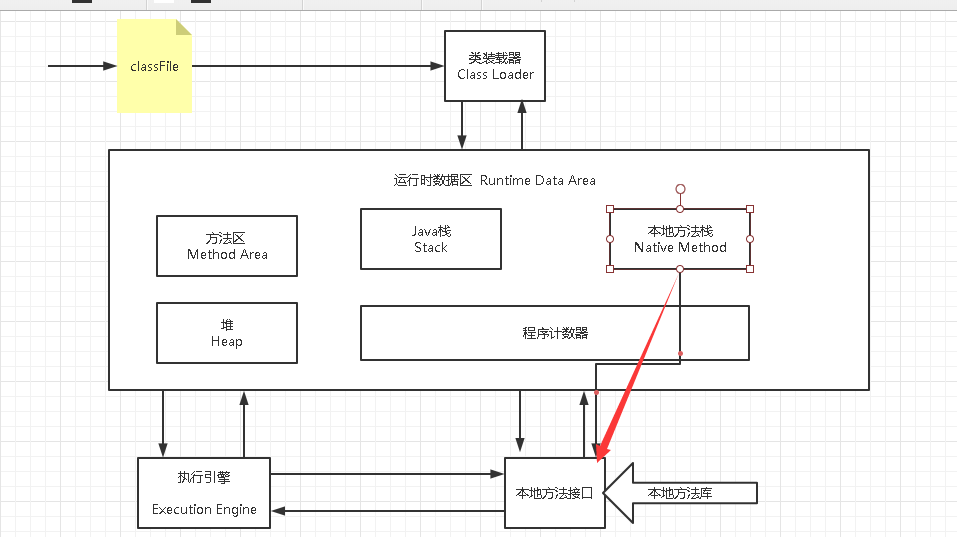 classFile
类装载器
Class Loader
运行时数据区 Runtime Data Area
方法区
Method Area
Java栈
Stack
本地方法栈
Native Method
堆
Heap
程序计数器
执行引擎
Execution Engine
本地方法接口
本地方法库